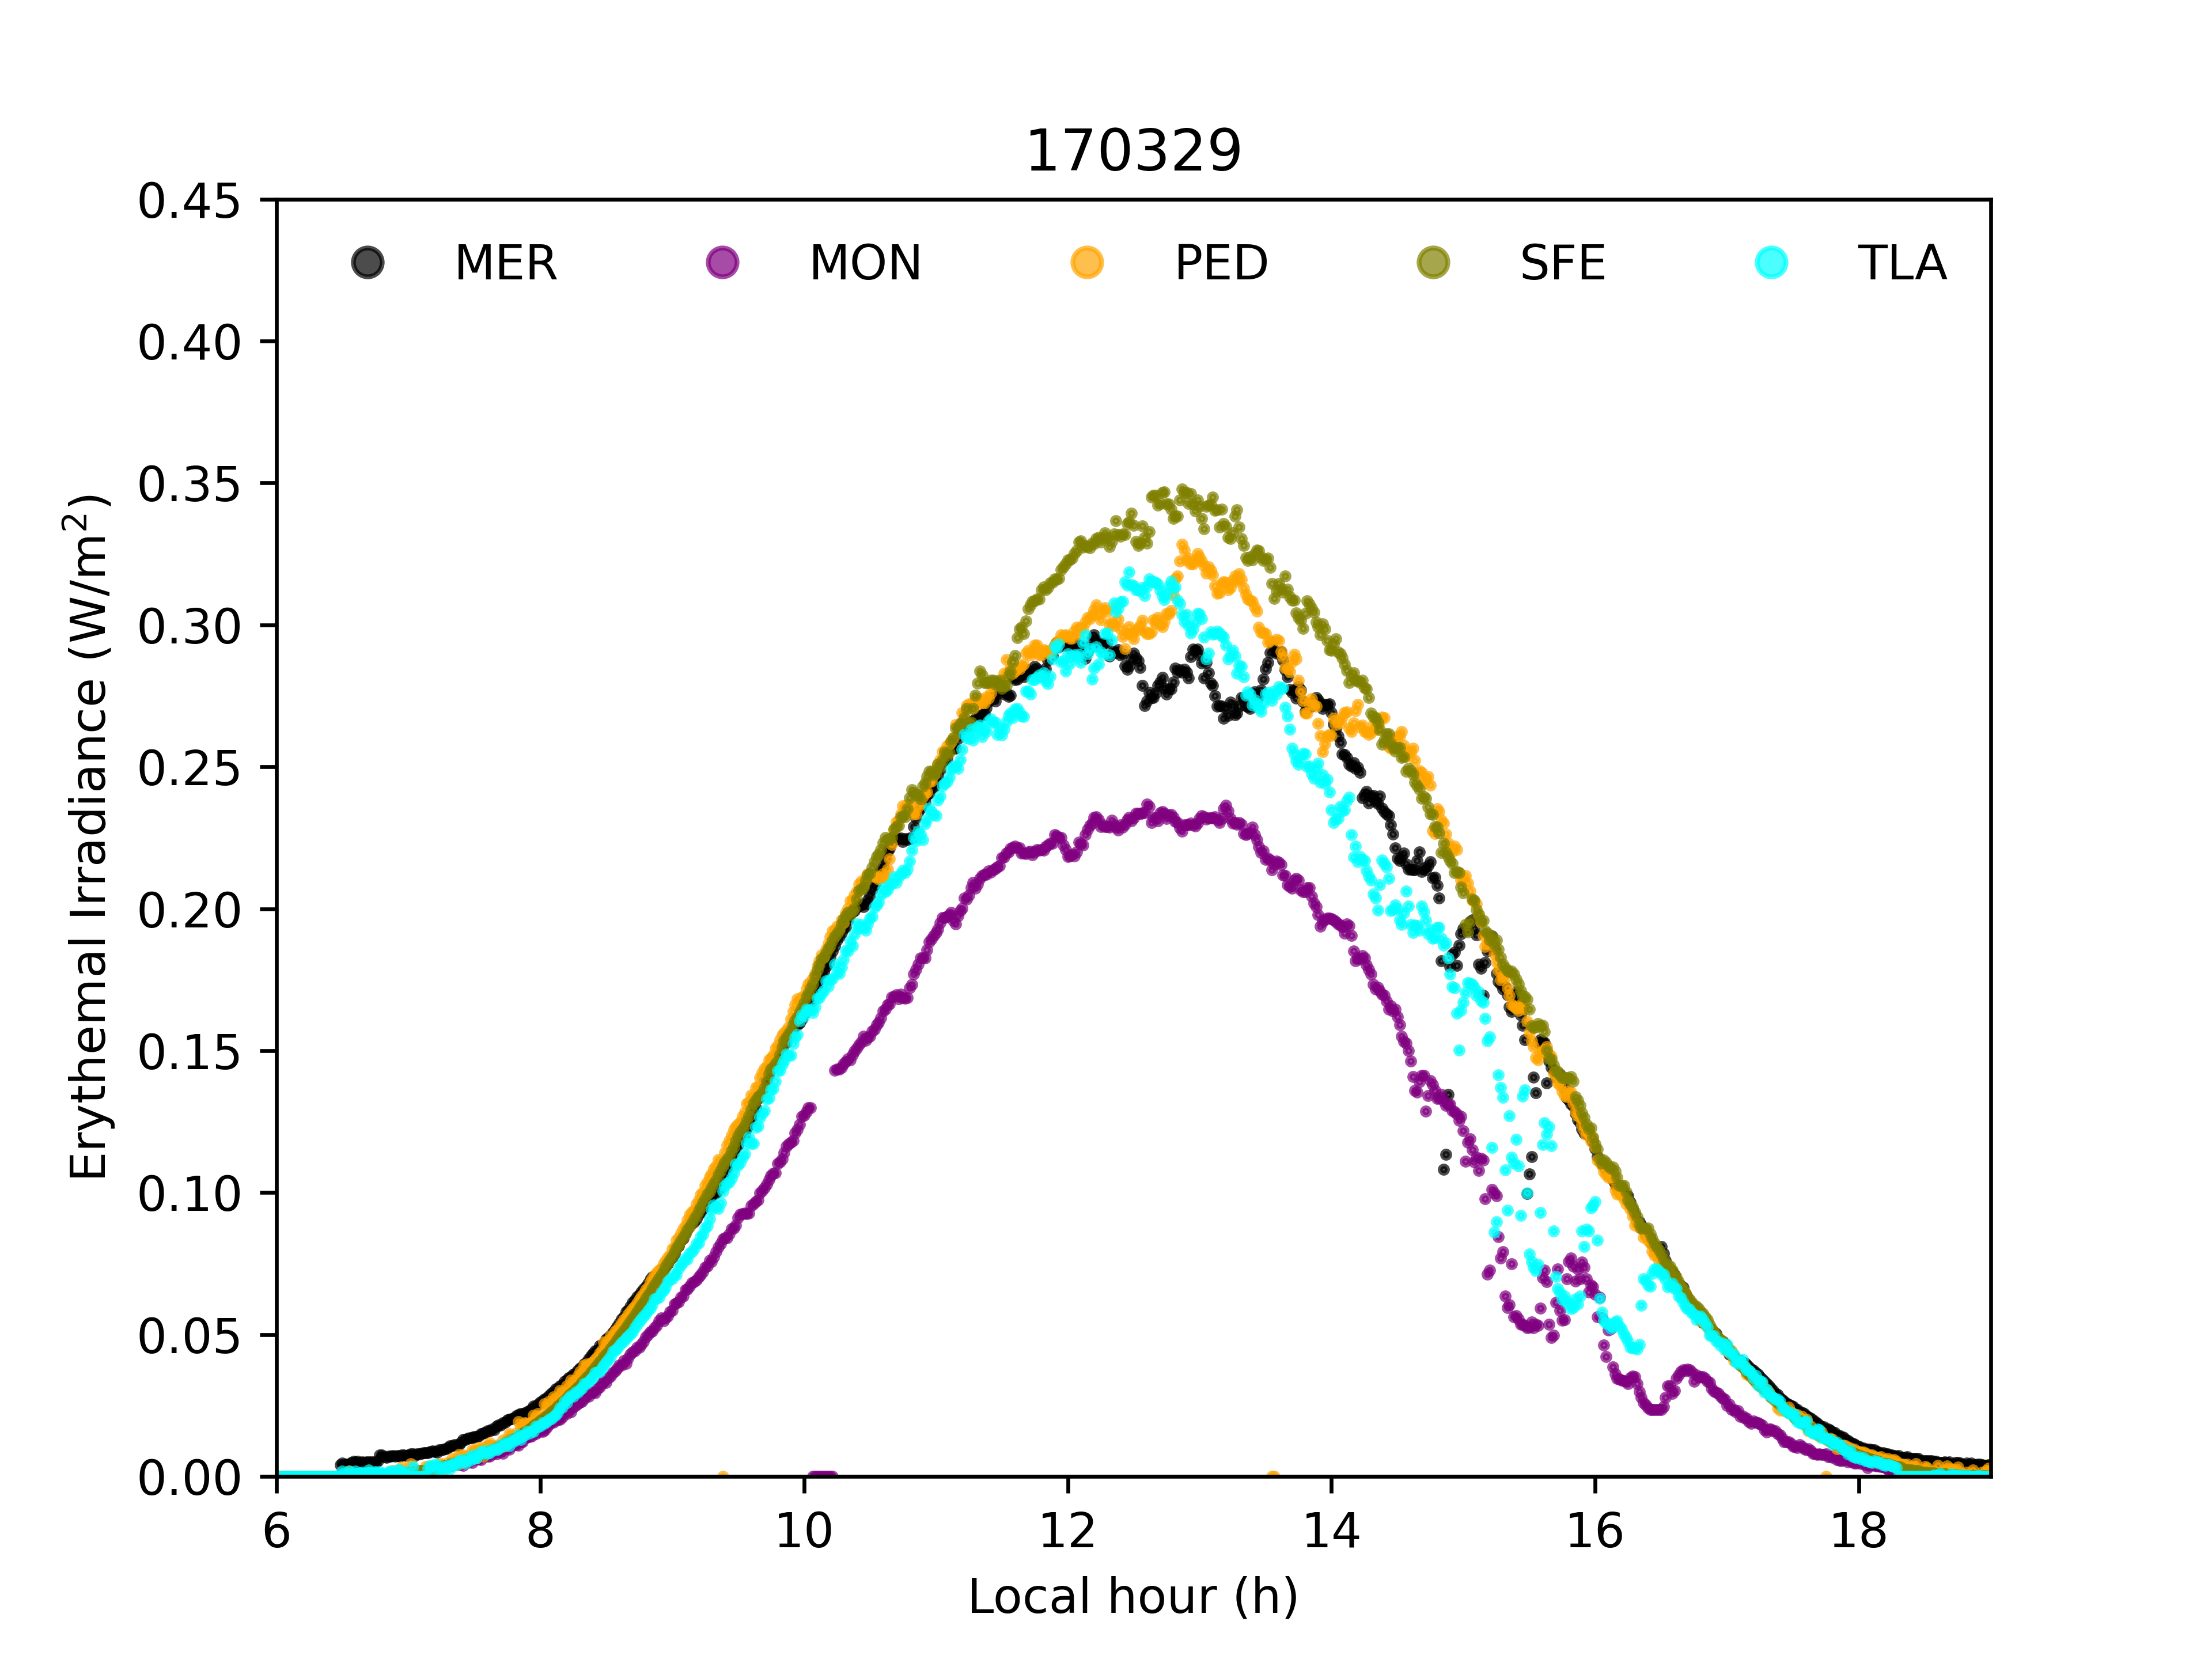 170329
0.45
MER MON PED SFE TLA
0.40
0.35
0.30
0.25
0.20
0.15
0.10
0.05
0.00
Erythemal Irradiance (W/m²)
6 8 10 12 14 16 18
Local hour (h)